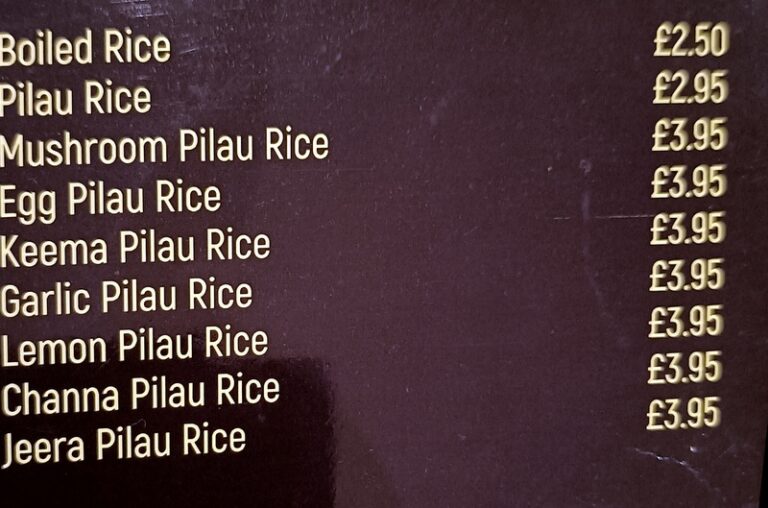 Boiled Rice £2.50
Pilau Rice £2.95
Mushroom Pilau Rice £3.95
Egg Pilau Rice £3.95
Keema Pilau Rice £3.95
Garlic Pilau Rice £3.95
Lemon Pilau Rice £3.95
Channa Pilau Rice £3.95
Jeera Pilau Rice £3.95